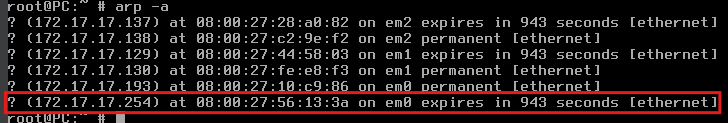 root@PC:~ # arp -a
? (172.17.17.137) at 08:00:27:28:a0:82 on em2 expires in 943 seconds [ethernet]
? (172.17.17.138) at 08:00:27:c2:9e:f2 on em2 permanent [ethernet]
? (172.17.17.129) at 08:00:27:44:58:03 on em1 expires in 943 seconds [ethernet]
? (172.17.17.130) at 08:00:27:fe:e8:f3 on em1 permanent [ethernet]
? (172.17.17.193) at 08:00:27:10:c9:86 on em0 permanent [ethernet]
? (172.17.17.254) at 08:00:27:56:13:3a on em0 expires in 943 seconds [ethernet]
root@PC:~ #